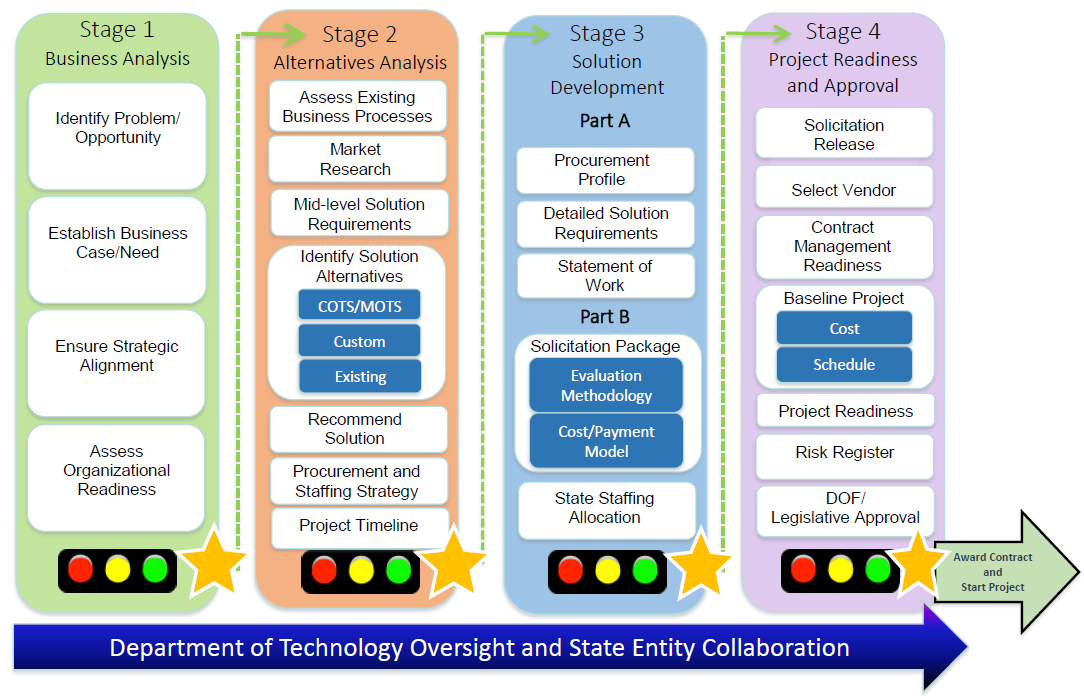 Stage 1
Business Analysis
Identify Problem/
Opportunity
Establish Business
Case/Need
Ensure Strategic
Alignment
Assess
Organizational
Readiness
Stage 2
Alternatives Analysis
Assess Existing
Business Processes
Market
Research
Mid-level Solution
Requirements
Identify Solution
Alternatives
COTS/MOTS
Custom
Existing
Recommend
Solution
Procurement and
Staffing Strategy
Project Timeline
Stage 3
Solution
Development
Part A
Procurement
Profile
Detailed Solution
Requirements
Statement of
Work
Part B
Solicitation Package
Evaluation
Methodology
Cost/Payment
Model
State Staffing
Allocation
Stage 4
Project Readiness
and Approval
Solicitation
Release
Select Vendor
Contract
Management
Readiness
Baseline Project
Cost
Schedule
Project Readiness
Risk Register
DOF/
Legislative Approval
Award Contract
and
Start Project
Department of Technology Oversight and State Entity Collaboration